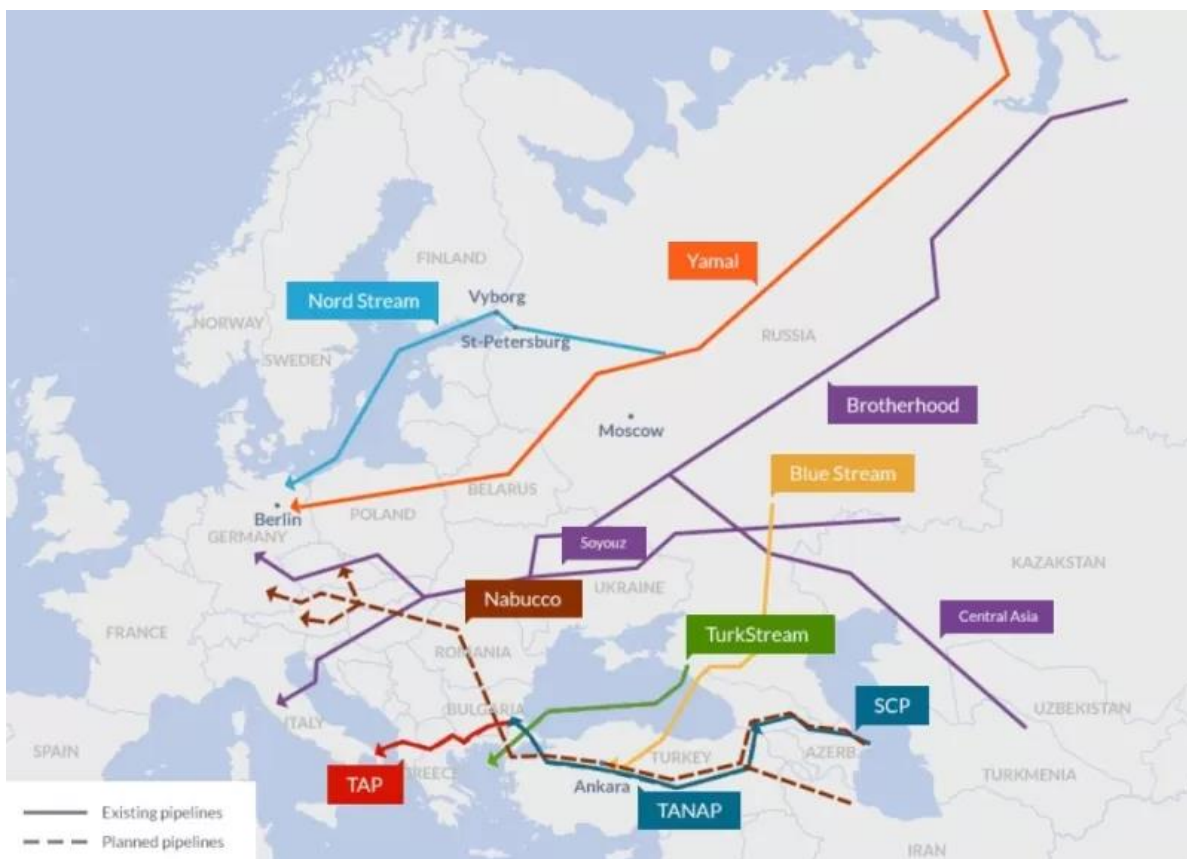 FINLAND
Yamal
Nord Stream
Vyborg
NORWAY
St-Petersburg
RUSSIA
SWEDEN
Brotherhood
Moscow
Blue Stream
BELARUS
POLAND
Berlin
GERMANY
Soyouz
KAZAKSTAN
UKRAINE
Nabucco
Central Asia
FRANCE
TurkStream
ROMANIA
SCP
BULGARIA
UZBEKISTAN
ITALY
SPAIN
TURKEY
AZERB.
TURKMENIA
TAP
GREECE
Ankara
TANAP
Existing pipelines
Planned pipelines
IRAN